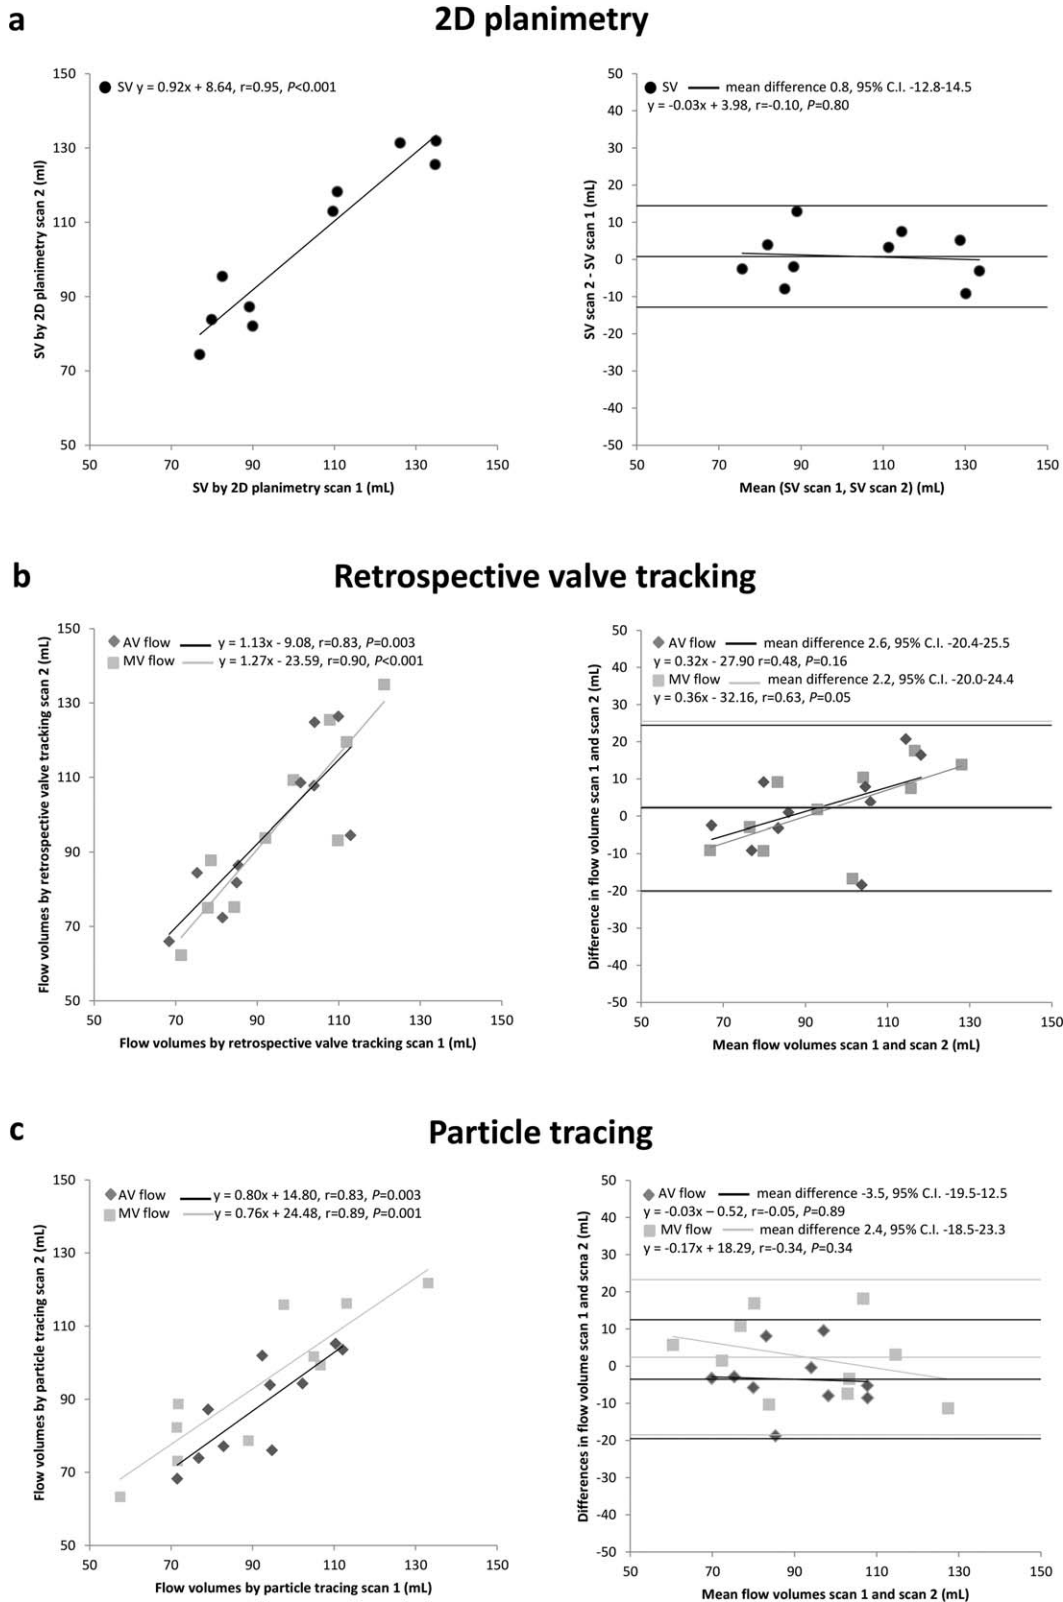 a
2D planimetry
SV y = 0.92x + 8.64, r=0.95, P<0.001
150
130
110
90
70
50
50 70 90 110 130 150
SV by 2D planimetry scan 2 (ml)
SV by 2D planimetry scan 1 (mL)
SV mean difference 0.8, 95% C.I. -12.8-14.5
y = -0.03x + 3.98, r=-0.10, P=0.80
50
40
30
20
10
0
-10
-20
-30
-40
-50
50 70 90 110 130 150
SV scan 2 - SV scan 1 (mL)
Mean (SV scan 1, SV scan 2) (mL)
b
Retrospective valve tracking
AV flow y = 1.13x - 9.08, r=0.83, P=0.003
MV flow y = 1.27x - 23.59, r=0.90, P<0.001
150
130
110
90
70
50
50 70 90 110 130 150
Flow volumes by retrospective valve tracking scan 2 (mL)
Flow volumes by retrospective valve tracking scan 1 (mL)
AV flow mean difference 2.6, 95% C.I. -20.4-25.5
y = 0.32x - 27.90 r=0.48, P=0.16
MV flow mean difference 2.2, 95% C.I. -20.0-24.4
y = 0.36x - 32.16, r=0.63, P=0.05
50
40
30
20
10
0
-10
-20
-30
-40
-50
50 70 90 110 130 150
Difference in flow volume scan 1 and scan 2 (mL)
Mean flow volumes scan 1 and scan 2 (mL)
c
Particle tracing
AV flow y = 0.80x + 14.80, r=0.83, P=0.003
MV flow y = 0.76x + 24.48, r=0.89, P=0.001
150
130
110
90
70
50
50 70 90 110 130 150
Flow volumes by particle tracing scan 2 (mL)
Flow volumes by particle tracing scan 1 (mL)
AV flow mean difference -3.5, 95% C.I. -19.5-12.5
y = -0.03x – 0.52, r=-0.05, P=0.89
MV flow mean difference 2.4, 95% C.I. -18.5-23.3
y = -0.17x + 18.29, r=-0.34, P=0.34
50
40
30
20
10
0
-10
-20
-30
-40
-50
50 70 90 110 130 150
Differences in flow volume scan 1 and scna 2 (mL)
Mean flow volumes scan 1 and scan 2 (mL)